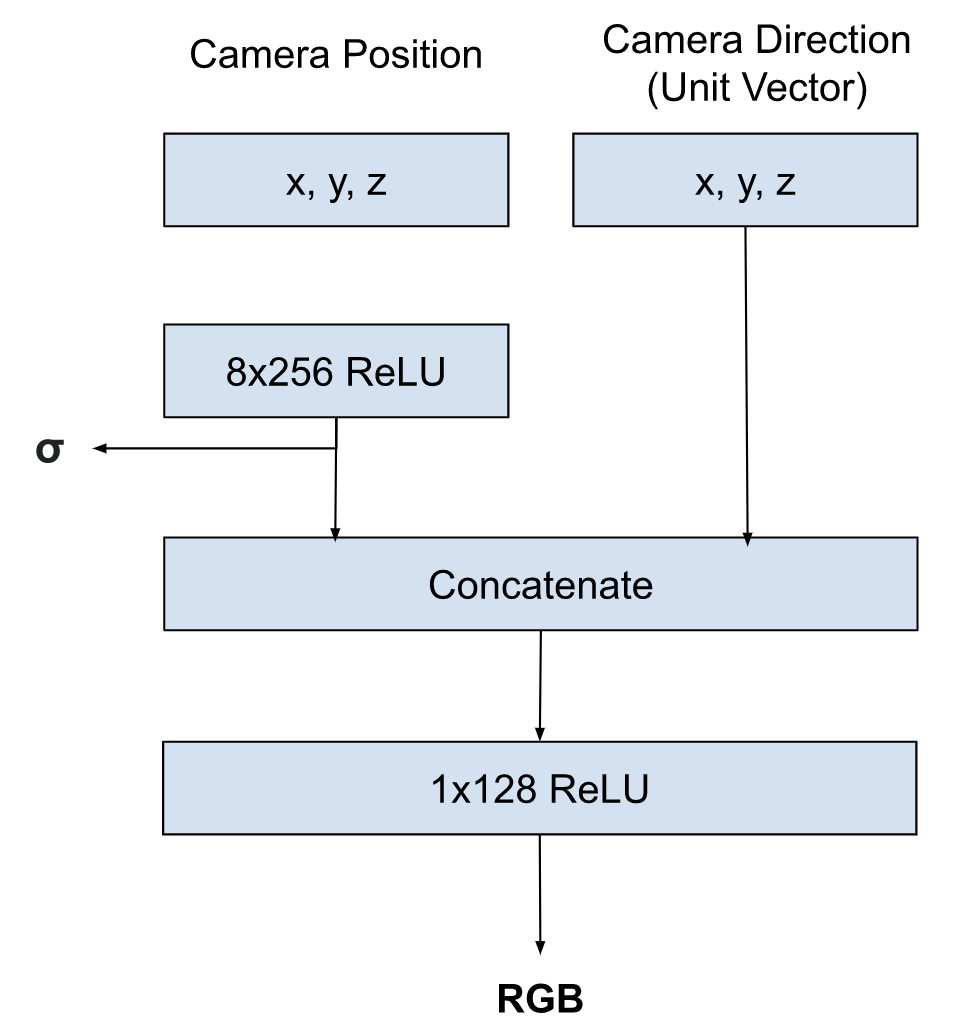 Camera Position
Camera Direction
(Unit Vector)
x, y, z
x, y, z
8x256 ReLU
σ
Concatenate
1x128 ReLU
RGB